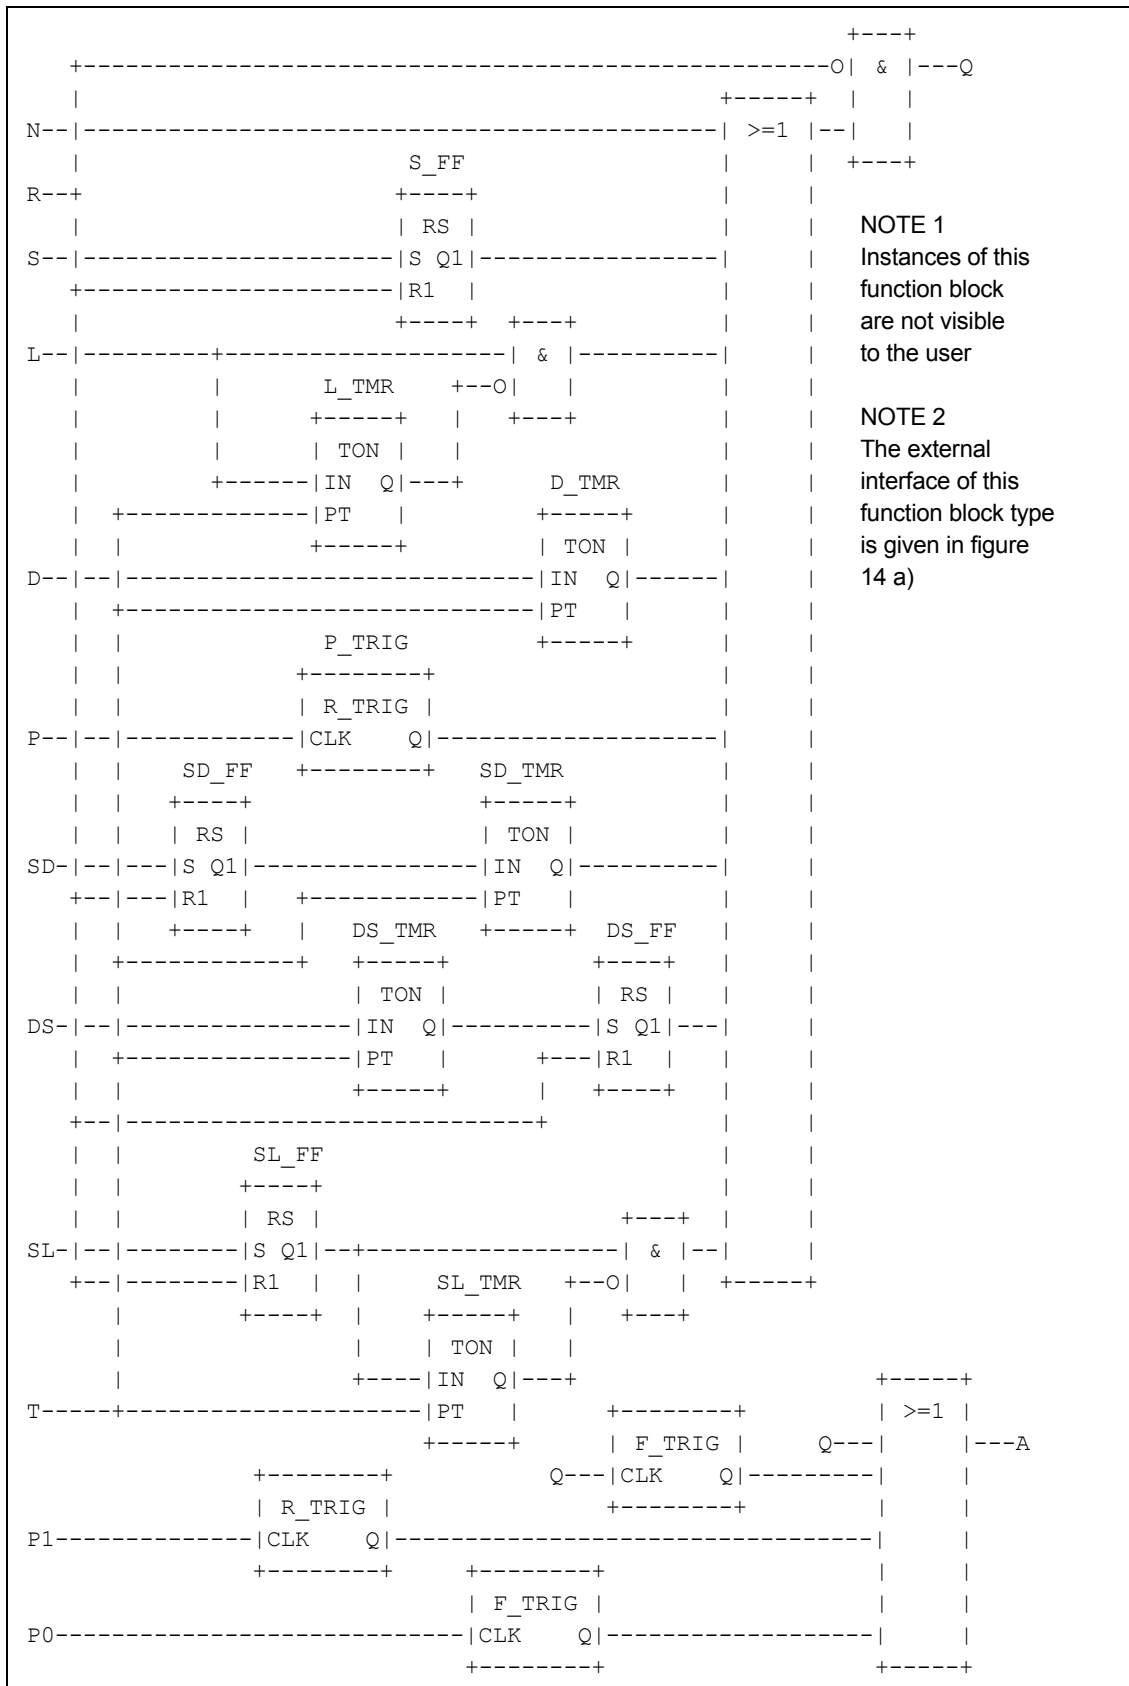 +---+
  +-----------------------------------------------------O| & |---Q
  |                                              +-----+ |   |
N--|---------------------------------------------| >=1 |--|   |
  |                       S_FF                   |     | +---+
R--+                      +----+                 |     |
  |                       | RS |                 |     | NOTE 1
S--|----------------------|S Q1|-----------------|     | Instances of this
  +-----------------------|R1  |                 |     | function block
  |                       +----+ +---+           |     | are not visible
L--|---------+--------------------| & |----------|     | to the user
  |          |      L_TMR    +--O|   |           |     |
  |          |      +-----+  |   +---+           |     | NOTE 2
  |          |      | TON |  |                   |     | The external
  |          +------|IN  Q|---+      D_TMR       |     | interface of this
  |  +-------------|PT   |         +-----+       |     | function block type
  |  |             +-----+         | TON |       |     | is given in figure
D--|--|-----------------------------|IN  Q|------|     | 14 a)
  |  +-----------------------------|PT   |       |     |
  |  |             P_TRIG          +-----+       |     |
  |  |            +--------+                     |     |
  |  |            | R_TRIG |                     |     |
P--|--|------------|CLK    Q|--------------------|     |
  |  |    SD_FF   +--------+   SD_TMR            |     |
  |  |   +----+                +-----+           |     |
  |  |   | RS |                | TON |           |     |
SD-|--|---|S Q1|----------------|IN  Q|----------|     |
  +--|---|R1  |   +------------|PT   |           |     |
  |  |   +----+   |   DS_TMR   +-----+  DS_FF    |     |
  |  +------------+   +-----+          +----+    |     |
  |  |                | TON |          | RS |    |     |
DS-|--|----------------|IN  Q|----------|S Q1|---|     |
  |  +----------------|PT   |      +---|R1  |    |     |
  |  |                +-----+      |   +----+    |     |
  +--|-----------------------------+             |     |
  |  |         SL_FF                             |     |
  |  |        +----+                             |     |
  |  |        | RS |                     +---+   |     |
SL-|--|--------|S Q1|--+------------------| & |--|     |
  +--|--------|R1  |  |     SL_TMR   +--O|   |   +-----+
     |        +----+  |    +-----+   |   +---+
     |                |    | TON |   |
     |                +----|IN  Q|---+                     +-----+
T-----+---------------------|PT   |      +--------+         | >=1 |
                           +-----+      | F_TRIG |     Q---|     |---A
               +--------+           Q---|CLK    Q|---------|     |
               | R_TRIG |               +--------+         |     |
P1--------------|CLK    Q|----------------------------------|     |
               +--------+     +--------+                   |     |
                              | F_TRIG |                   |     |
P0-----------------------------|CLK    Q|-------------------|     |
                              +--------+                   +-----+